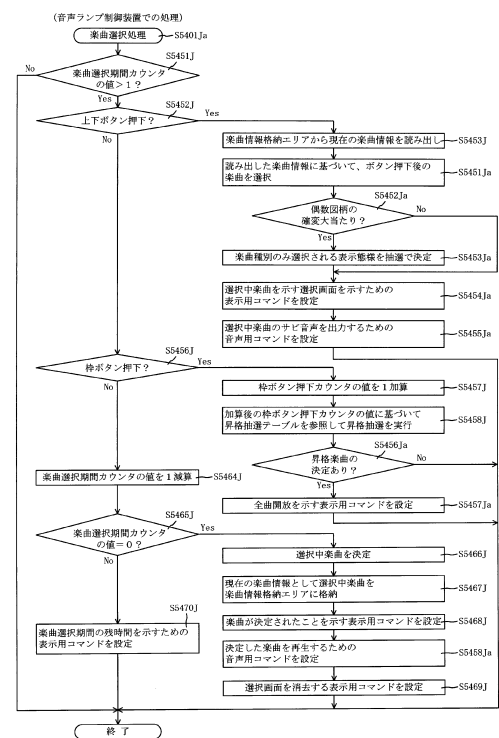 (音声ランプ制御装置での処理)
楽曲選択処理
S5401Ja
S5451J
No
楽曲選択期間カウンタ
の値>1?
Yes
S5452J
上下ボタン押下?
Yes
No
楽曲情報格納エリアから現在の楽曲情報を読み出し
S5453J
読み出した楽曲情報に基づいて、ボタン押下後の
楽曲を選択
S5451Ja
S5452Ja
偶数図柄の
確変大当たり?
No
Yes
楽曲種別のみ選択される表示態様を抽選で決定
S5453Ja
選択中楽曲を示す選択画面を示すための
表示用コマンドを設定
S5454Ja
選択中楽曲のサビ音声を出力するための
音声用コマンドを設定
S5455Ja
S5456J
枠ボタン押下?
Yes
No
枠ボタン押下カウンタの値を1加算
S5457J
加算後の枠ボタン押下カウンタの値に基づいて
昇格抽選テーブルを参照して昇格抽選を実行
S5458J
S5456Ja
昇格楽曲の
決定あり?
No
Yes
楽曲選択期間カウンタの値を1減算
S5464J
全曲開放を示す表示用コマンドを設定
S5457Ja
S5465J
楽曲選択期間カウンタ
の値=0?
Yes
No
選択中楽曲を決定
S5466J
現在の楽曲情報として選択中楽曲を
楽曲情報格納エリアに格納
S5467J
S5470J
楽曲選択期間の残時間を示すための
表示用コマンドを設定
楽曲が決定されたことを示す表示用コマンドを設定
S5468J
決定した楽曲を再生するための
音声用コマンドを設定
S5458Ja
選択画面を消去する表示用コマンドを設定
S5469J
終了